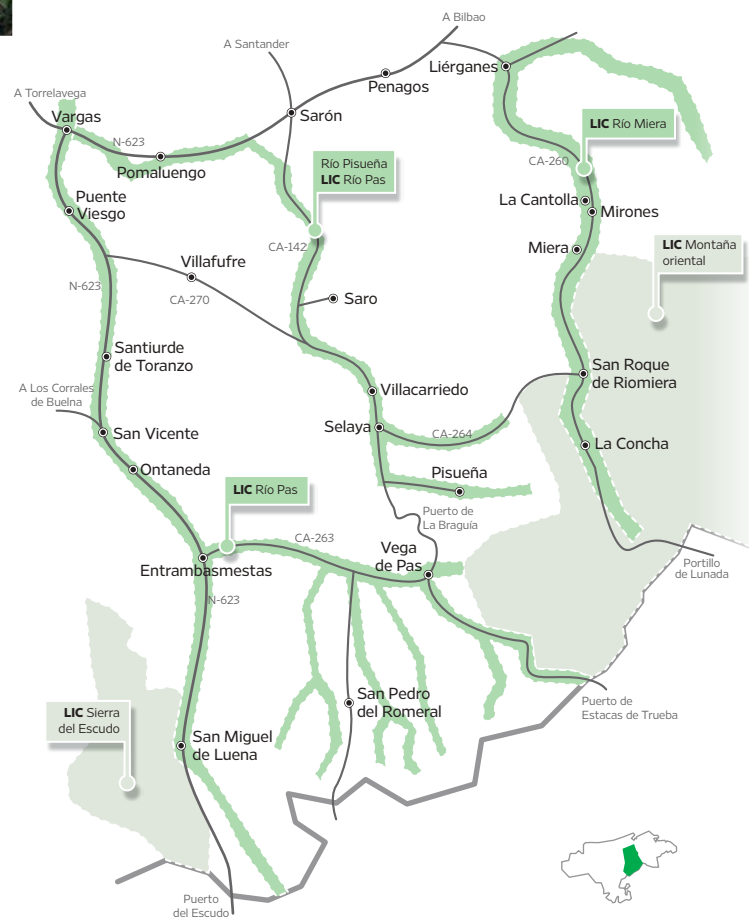 A Bilbao
A Santander
Liérganes
Penagos
A Torrelavega
Vargas
Sarón
LIC Río Miera
N-623
Pomaluengo
Río Pisueña
LIC Río Pas
CA-260
La Cantolla
Mirones
Puente
Viesgo
CA-142
Miera
LIC Montaña
oriental
Villafufre
N-623
CA-270
Saro
Santiurde
de Toranzo
San Roque
de Riomiera
A Los Corrales
de Buelna
Villacarriedo
San Vicente
Selaya
CA-264
La Concha
Ontaneda
Pisueña
LIC Río Pas
Puerto de
La Braguía
CA-263
Vega
de Pas
Entrambasmestas
Portillo
de Lunada
N-623
San Pedro
del Romeral
Puerto de
Estacas de Trueba
LIC Sierra
del Escudo
San Miguel
de Luena
Puerto
del Escudo